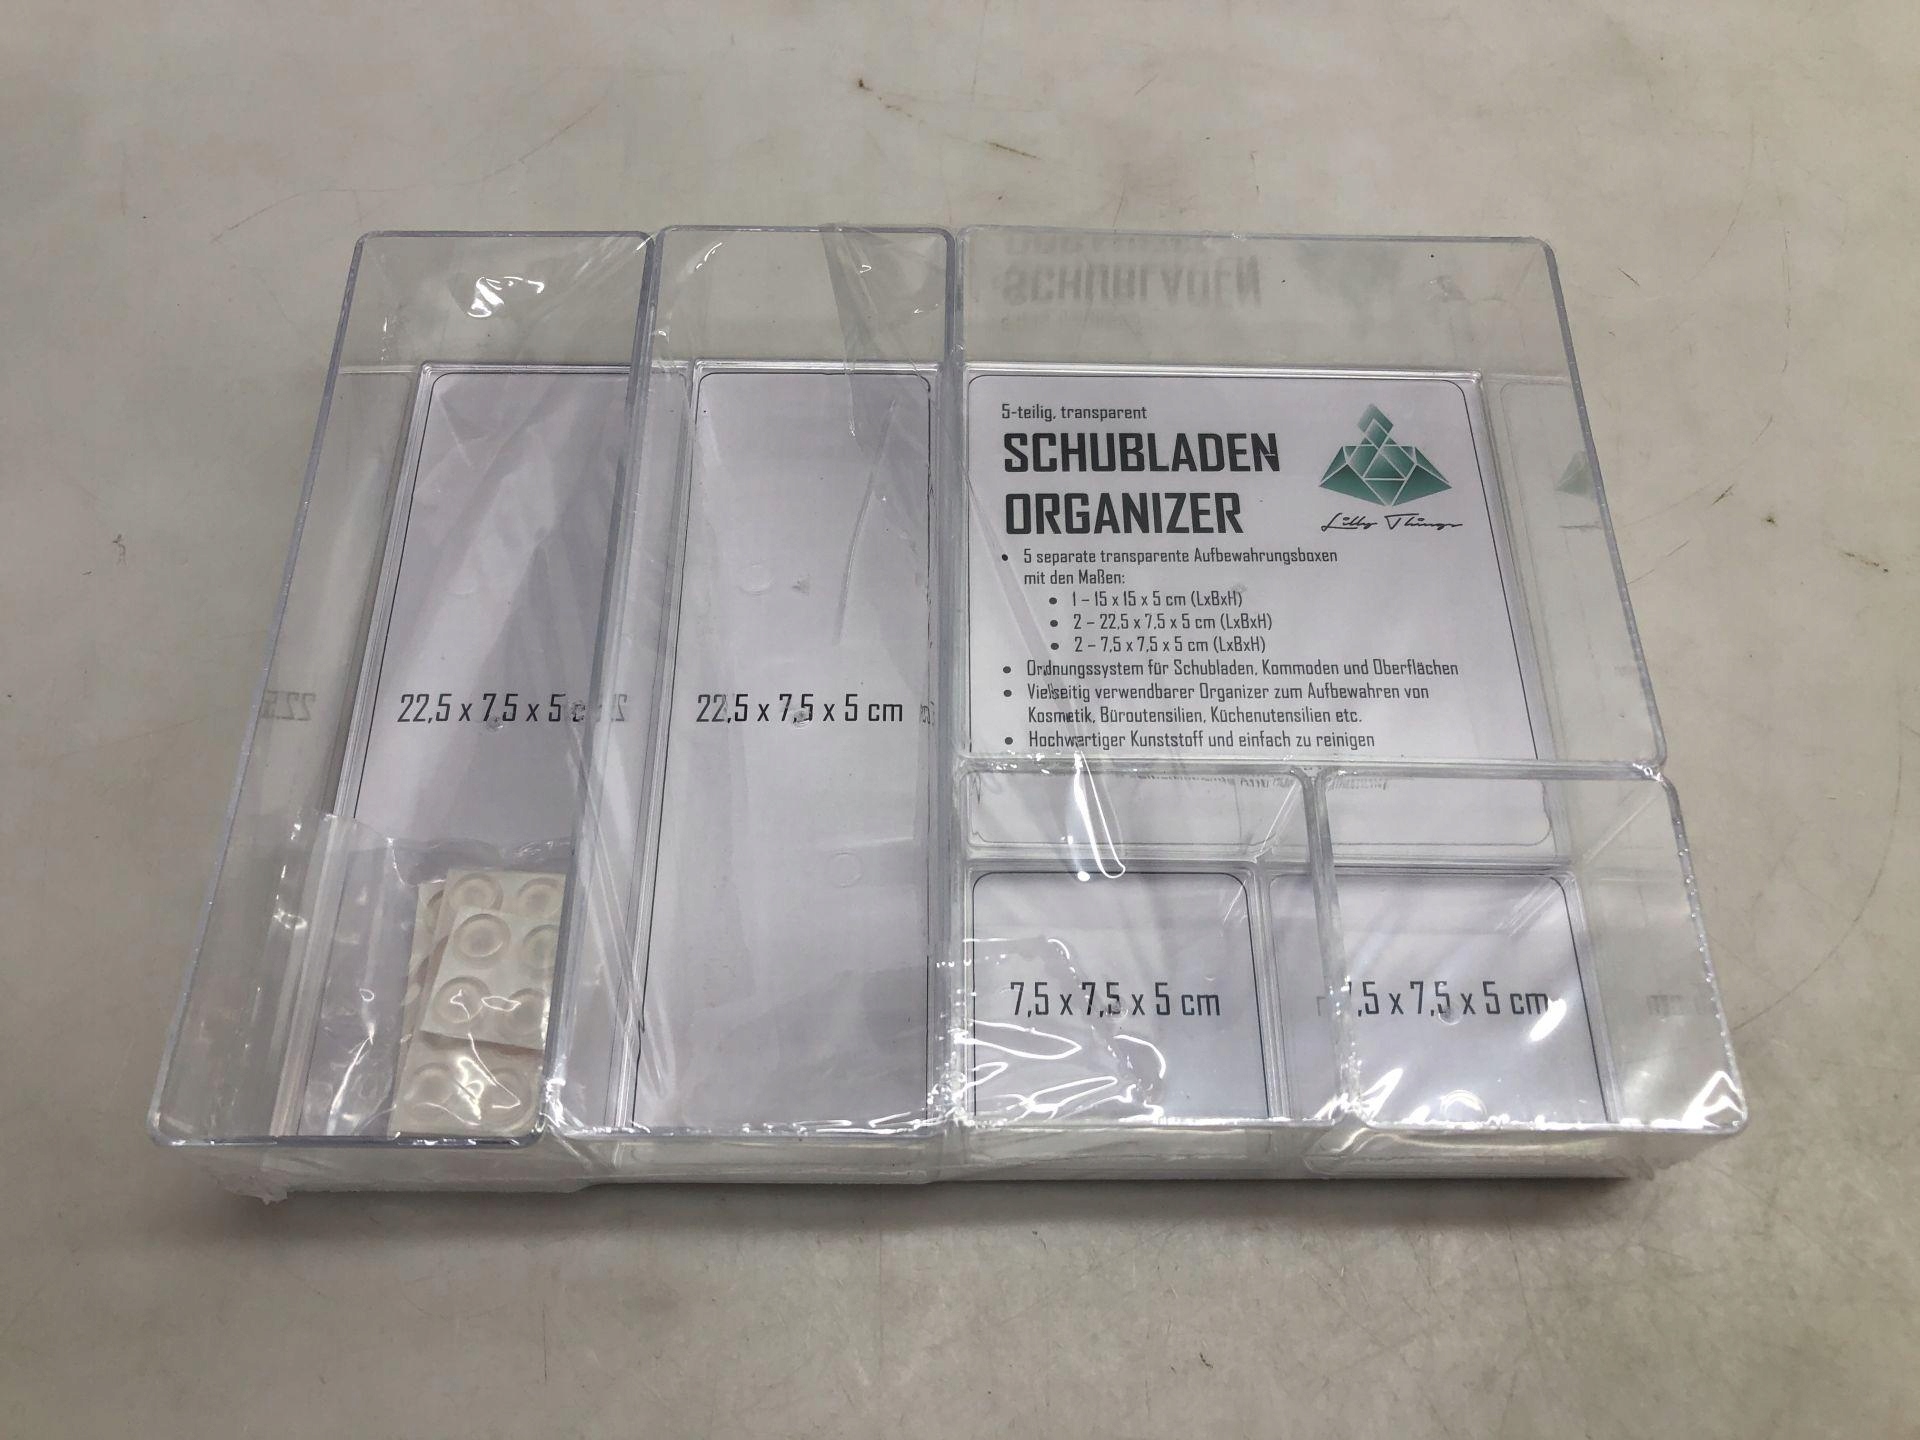 5-teilig, transparent
SCHUBLADEN
ORGANIZER
Lilly Things
• 5 separate transparente Aufbewahrungsboxen
mit den Maßen:
• 1 – 15 x 15 x 5 cm (LxBxH)
• 2 – 22,5 x 7,5 x 5 cm (LxBxH)
• 2 – 7,5 x 7,5 x 5 cm (LxBxH)
• Ordnungssystem für Schubladen, Kommoden und Oberflächen
• Vielseitig verwendbarer Organizer zum Aufbewahren von
Kosmetik, Büroutensilien, Küchenutensilien etc.
• Hochwertiger Kunststoff und einfach zu reinigen
22,5 x 7,5 x 5 c
22,5 x 7,5 x 5 cm
7,5 x 7,5 x 5 cm
,5 x 7,5 x 5 cm